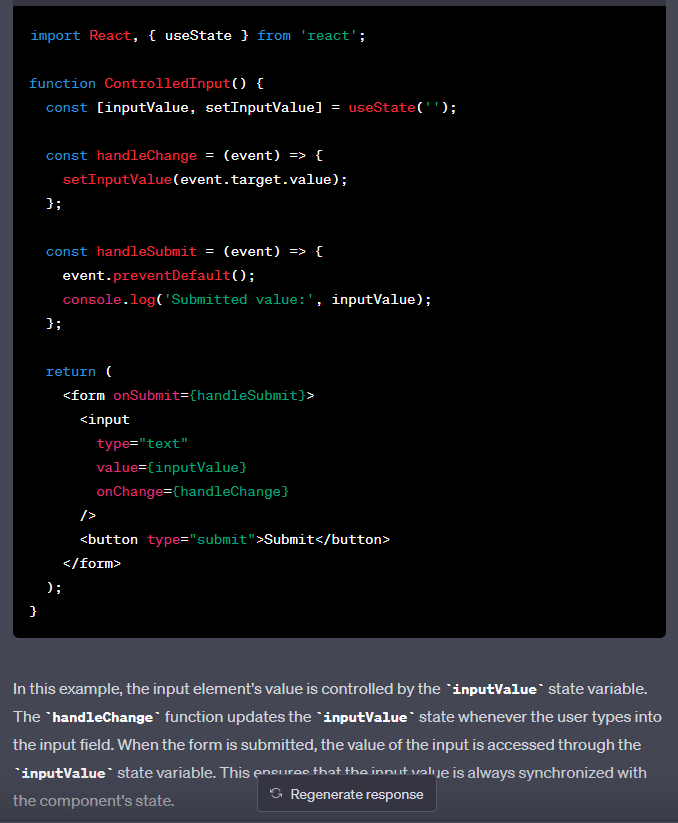 import React, { useState } from 'react';
function ControlledInput() {
const [inputValue, setInputValue] = useState('');
const handleChange = (event) => {
setInputValue(event.target.value);
};
const handleSubmit = (event) => {
event.preventDefault();
console.log('Submitted value:', inputValue);
};
return (
<form onSubmit={handleSubmit}>
<input
type="text"
value={inputValue}
onChange={handleChange}
/>
<button type="submit">Submit</button>
</form>
);
}
In this example, the input element's value is controlled by the `inputValue` state variable.
The `handleChange` function updates the `inputValue` state whenever the user types into
the input field. When the form is submitted, the value of the input is accessed through the
`inputValue` state variable. This ensures that the input value is always synchronized with
the component's state.
Regenerate response